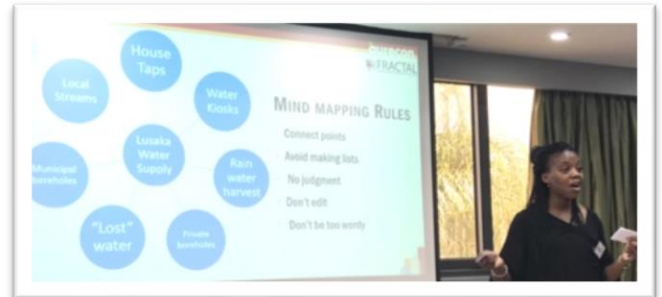 aurecon
FRACTAL
House
Taps
Local
Streams
Water
Kiosks
MIND MAPPING RULES
Connect points
Avoid making lists
No judgment
Don't edit
Don't be too wordy
Lusaka
Water
Supply
Municipal
boreholes
Rain
water
harvest
"Lost"
water
Private
boreholes